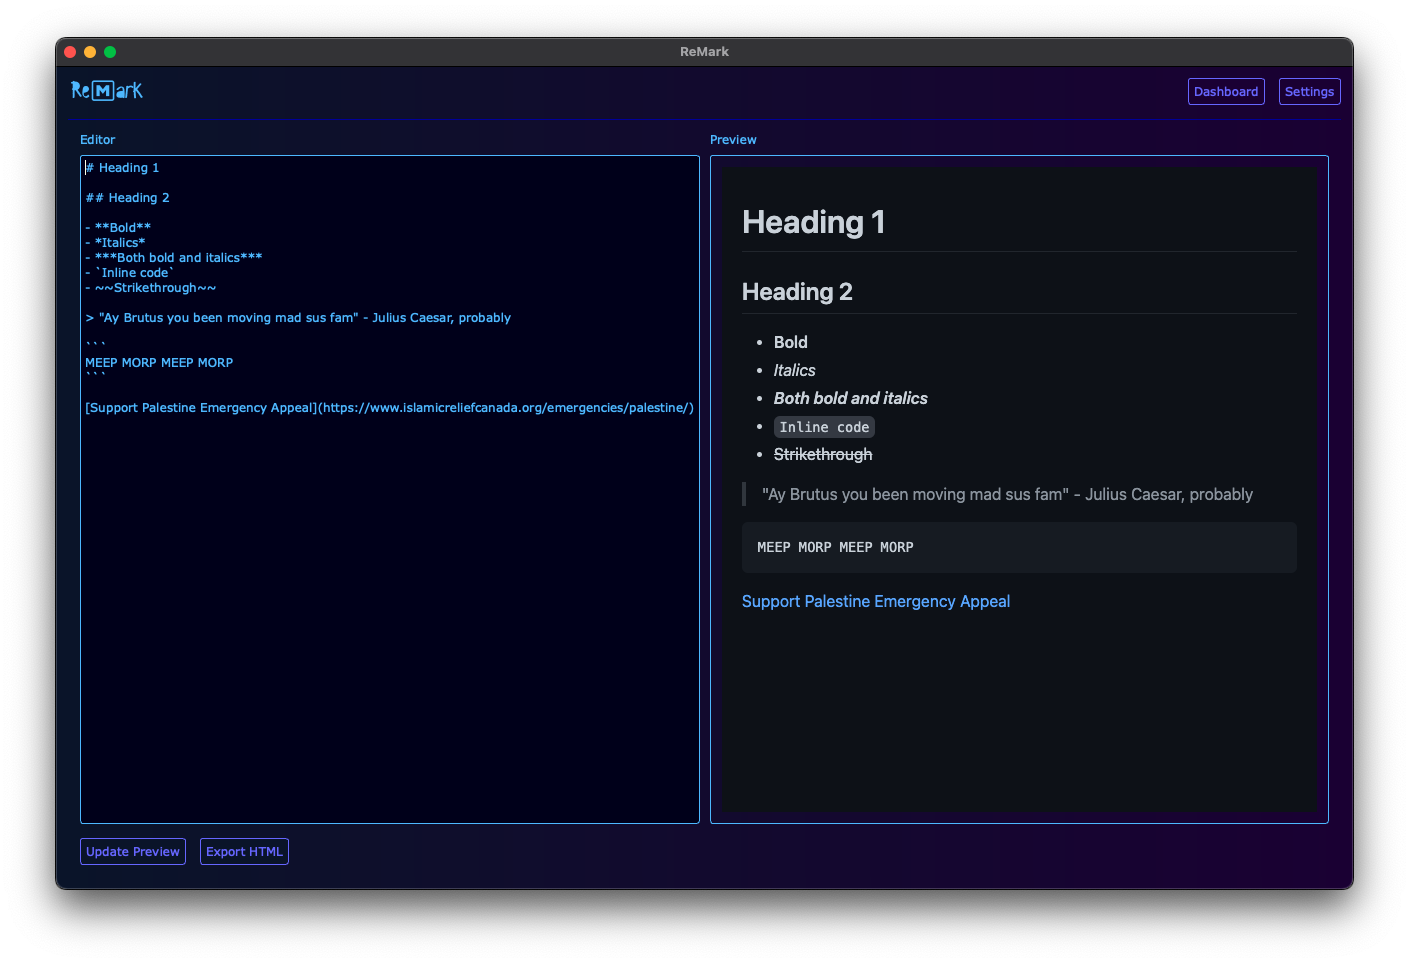 ReMark
ReMark
Dashboard
Settings
Editor
# Heading 1
## Heading 2
- **Bold**
- *Italics*
- ***Both bold and italics***
- `Inline code`
- ~~Strikethrough~~
> "Ay Brutus you been moving mad sus fam" - Julius Caesar, probably
```
MEEP MORP MEEP MORP
```
[Support Palestine Emergency Appeal](https://www.islamicreliefcanada.org/emergencies/palestine/)
Preview
Heading 1
Heading 2
• Bold
• Italics
• Both bold and italics
• Inline code
• Strikethrough
"Ay Brutus you been moving mad sus fam" - Julius Caesar, probably
MEEP MORP MEEP MORP
Support Palestine Emergency Appeal
Update Preview
Export HTML